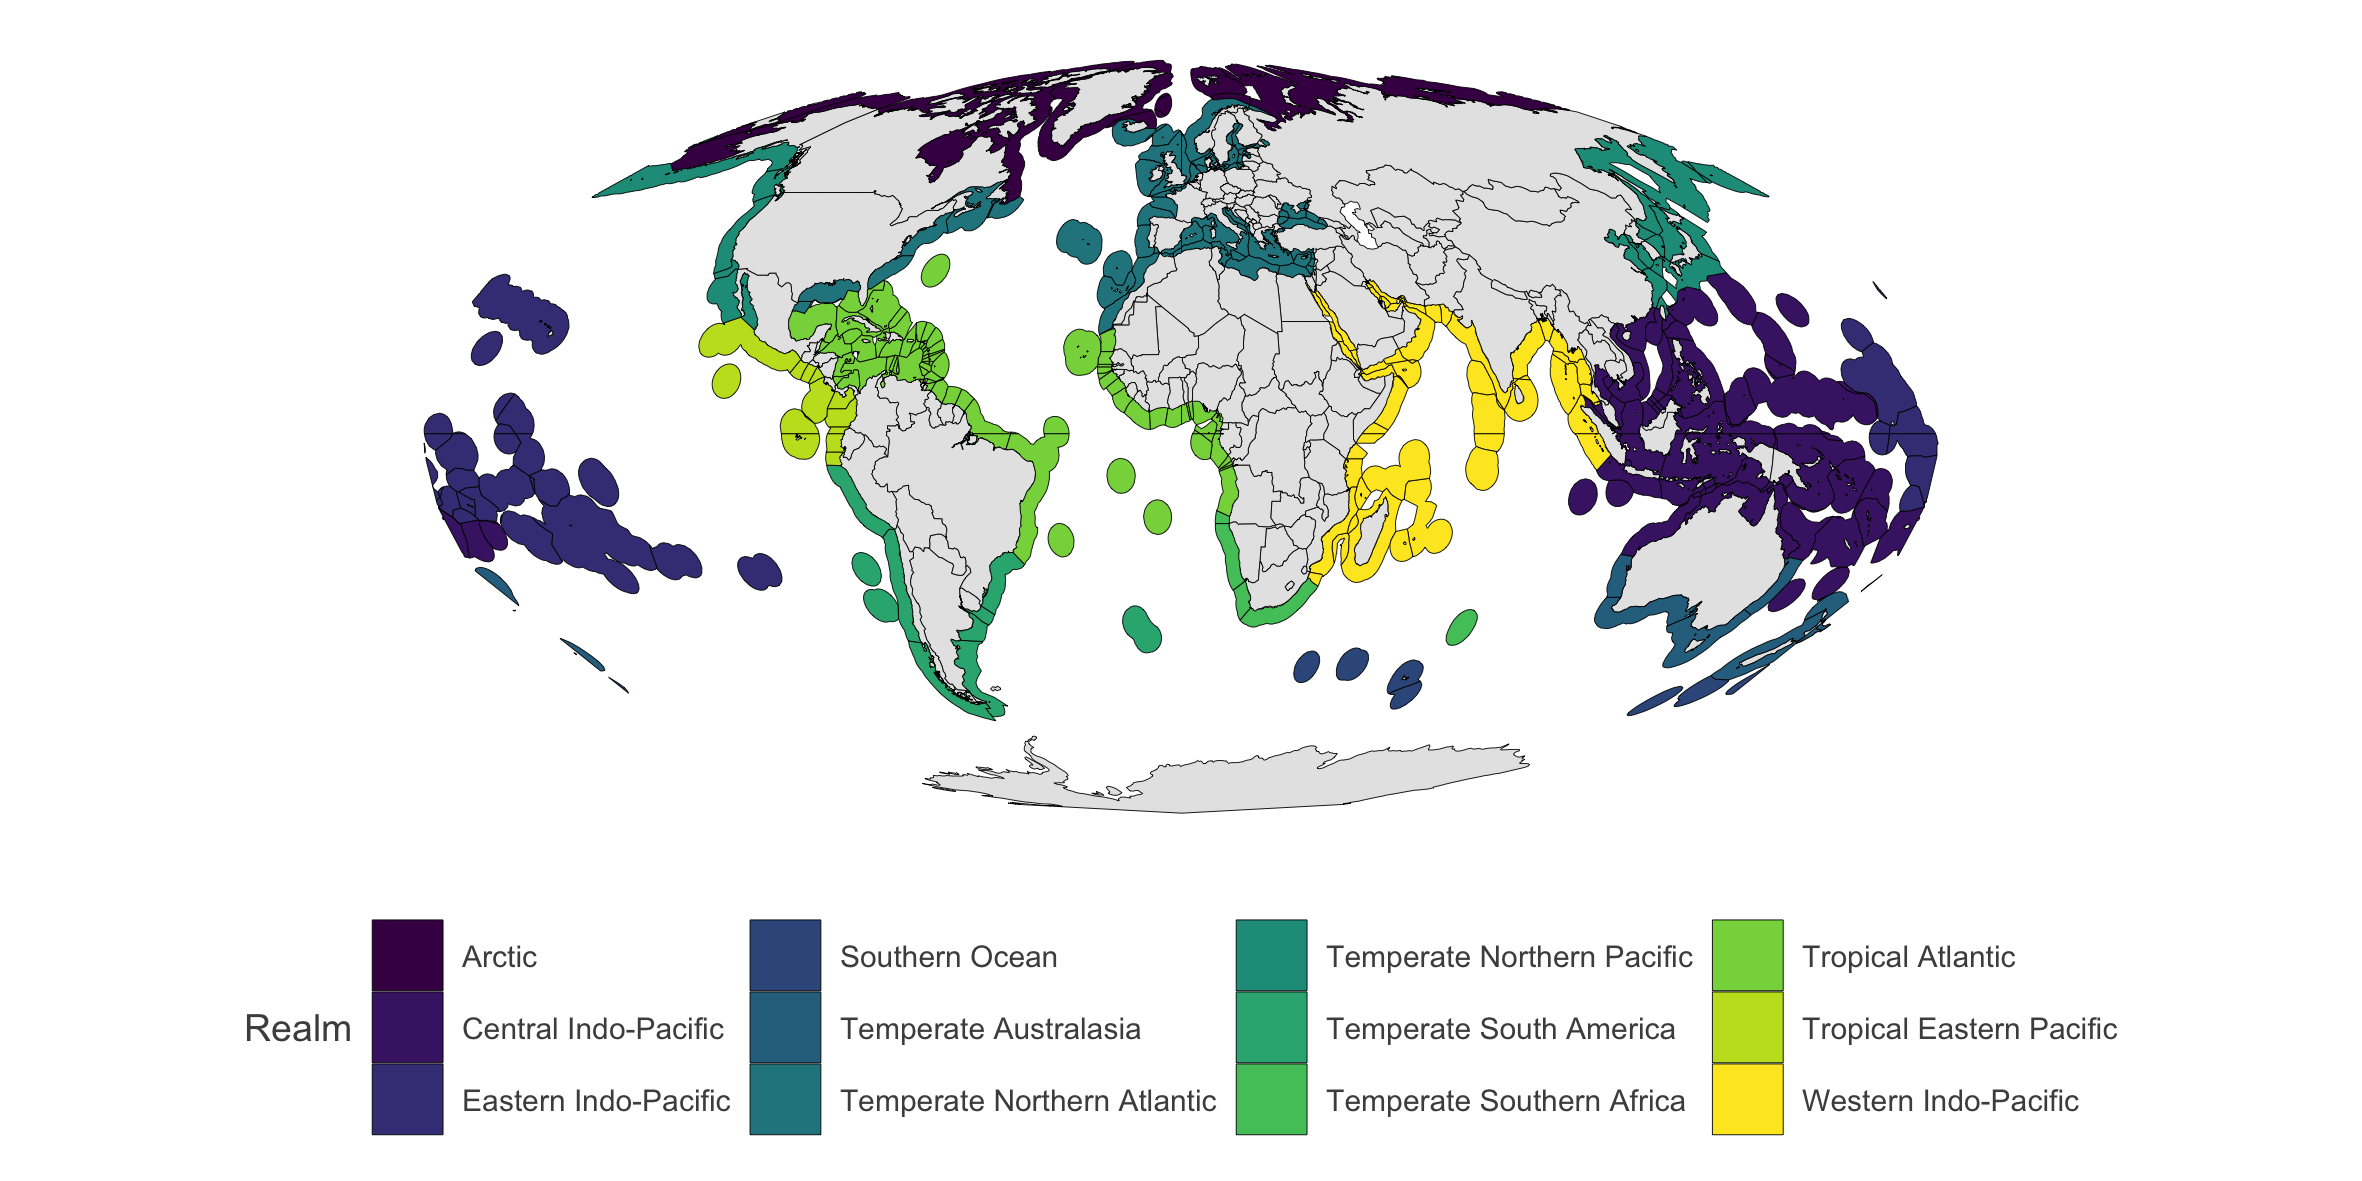 Realm
Arctic
Central Indo-Pacific
Eastern Indo-Pacific
Southern Ocean
Temperate Australasia
Temperate Northern Atlantic
Temperate Northern Pacific
Temperate South America
Temperate Southern Africa
Tropical Atlantic
Tropical Eastern Pacific
Western Indo-Pacific